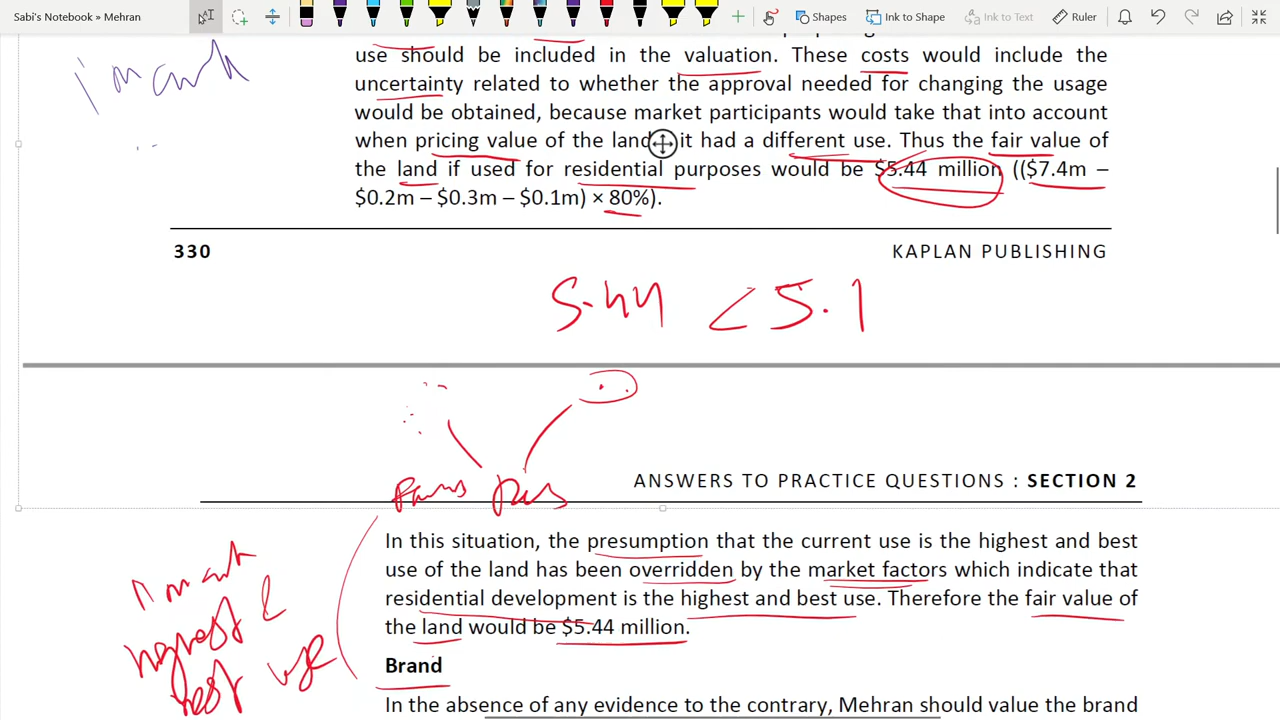 Sabi's Notebook » Mehran
Shapes Ink to Shape Ink to Text Ruler
use should be included in the valuation. These costs would include the
uncertainty related to whether the approval needed for changing the usage
would be obtained, because market participants would take that into account
when pricing value of the land it had a different use. Thus the fair value of
the land if used for residential purposes would be $5.44 million (($7.4m –
$0.2m – $0.3m – $0.1m) × 80%).
330 KAPLAN PUBLISHING
5.44 < 5.1
ANSWERS TO PRACTICE QUESTIONS : SECTION 2
In this situation, the presumption that the current use is the highest and best
use of the land has been overridden by the market factors which indicate that
residential development is the highest and best use. Therefore the fair value of
the land would be $5.44 million.
highest &
best use
Brand
In the absence of any evidence to the contrary, Mehran should value the brand